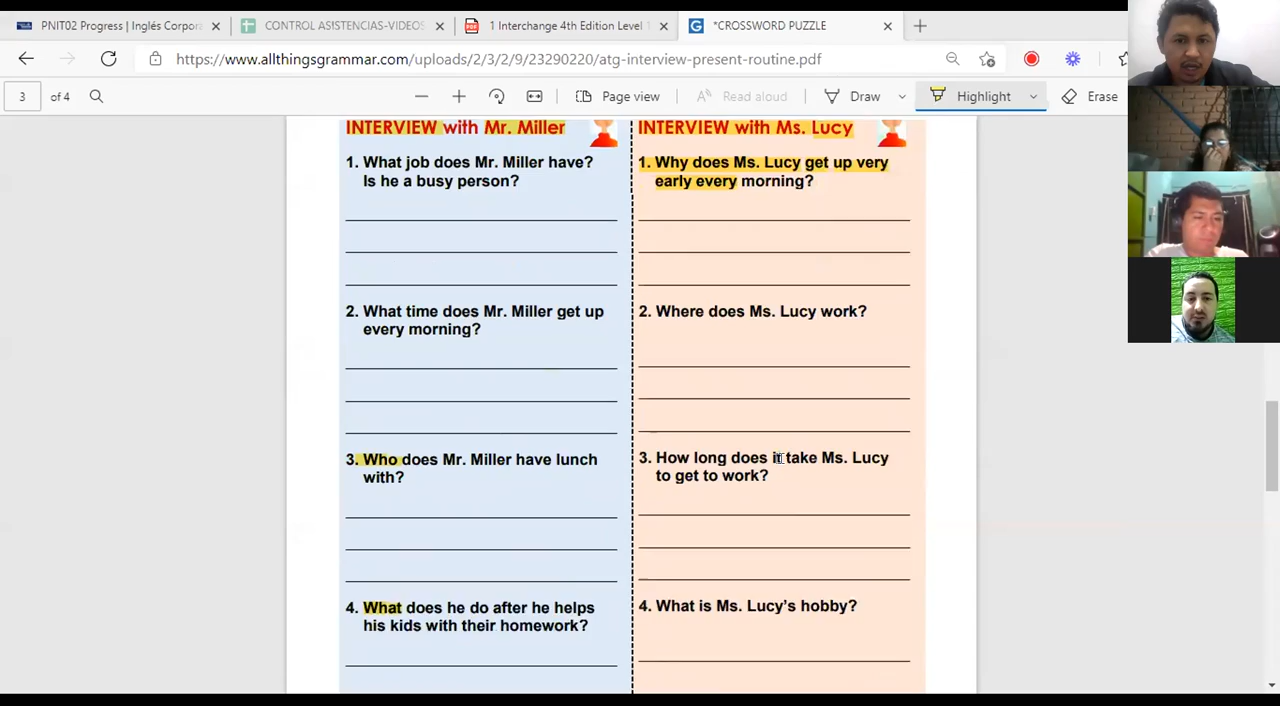 PNIT02 Progress | Inglés Corpora
CONTROL ASISTENCIAS-VIDEOS
1 Interchange 4th Edition Level
*CROSSWORD PUZZLE
https://www.allthingsgrammar.com/uploads/2/3/2/9/23290220/atg-interview-present-routine.pdf
3 of 4
Page view
Read aloud
Draw
Highlight
Erase
INTERVIEW with Mr. Miller
1. What job does Mr. Miller have?
Is he a busy person?
2. What time does Mr. Miller get up
every morning?
3. Who does Mr. Miller have lunch
with?
4. What does he do after he helps
his kids with their homework?
INTERVIEW with Ms. Lucy
1. Why does Ms. Lucy get up very
early every morning?
2. Where does Ms. Lucy work?
3. How long does it take Ms. Lucy
to get to work?
4. What is Ms. Lucy's hobby?